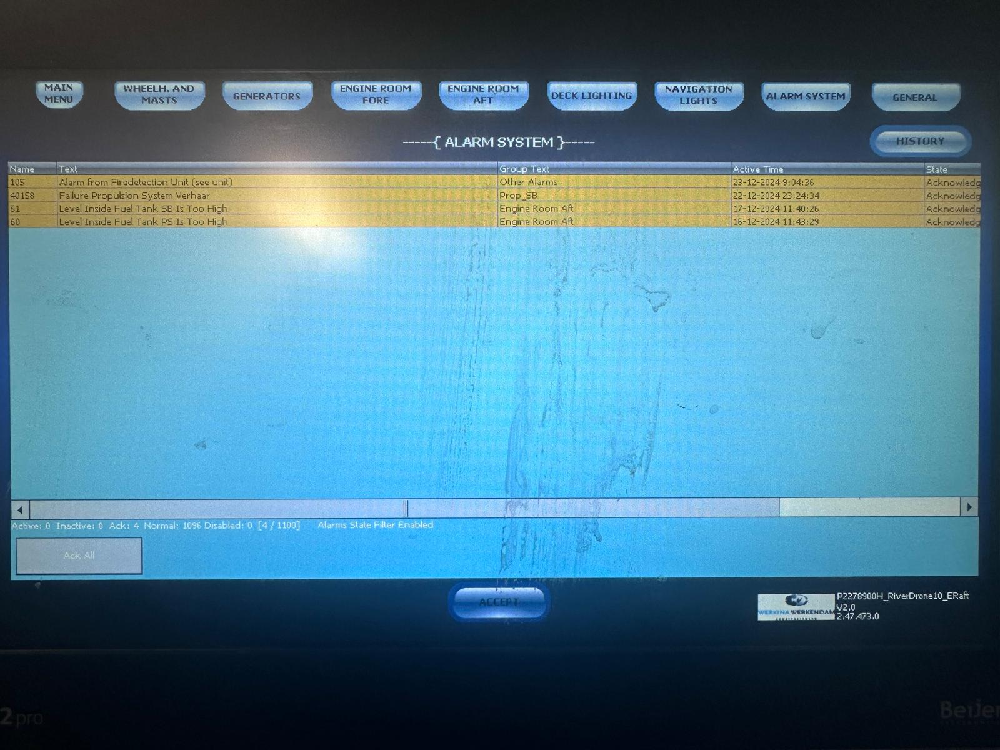 MAIN MENU
WHEELH. AND MASTS
GENERATORS
ENGINE ROOM FORE
ENGINE ROOM AFT
DECK LIGHTING
NAVIGATION LIGHTS
ALARM SYSTEM
GENERAL
-----{ ALARM SYSTEM }-----
HISTORY
Name Text Group Text Active Time State
105 Alarm from Firedetection Unit (see unit) Other Alarms 23-12-2024 9:04:36 Acknowledg
40158 Failure Propulsion System Verhaar Prop_SB 22-12-2024 23:24:34 Acknowledg
61 Level Inside Fuel Tank SB Is Too High Engine Room Aft 17-12-2024 11:40:26 Acknowledg
60 Level Inside Fuel Tank PS Is Too High Engine Room Aft 16-12-2024 11:43:29 Acknowledg
Active: 0 Inactive: 0 Ack: 4 Normal: 1096 Disabled: 0 [4 / 1100] Alarms State Filter Enabled
Ack All
ACCEPT
WERKINA WERKENDAM
P2278900H_RiverDrone10_ERaft
V2.0
2.47.473.0
2 pro
Beijer